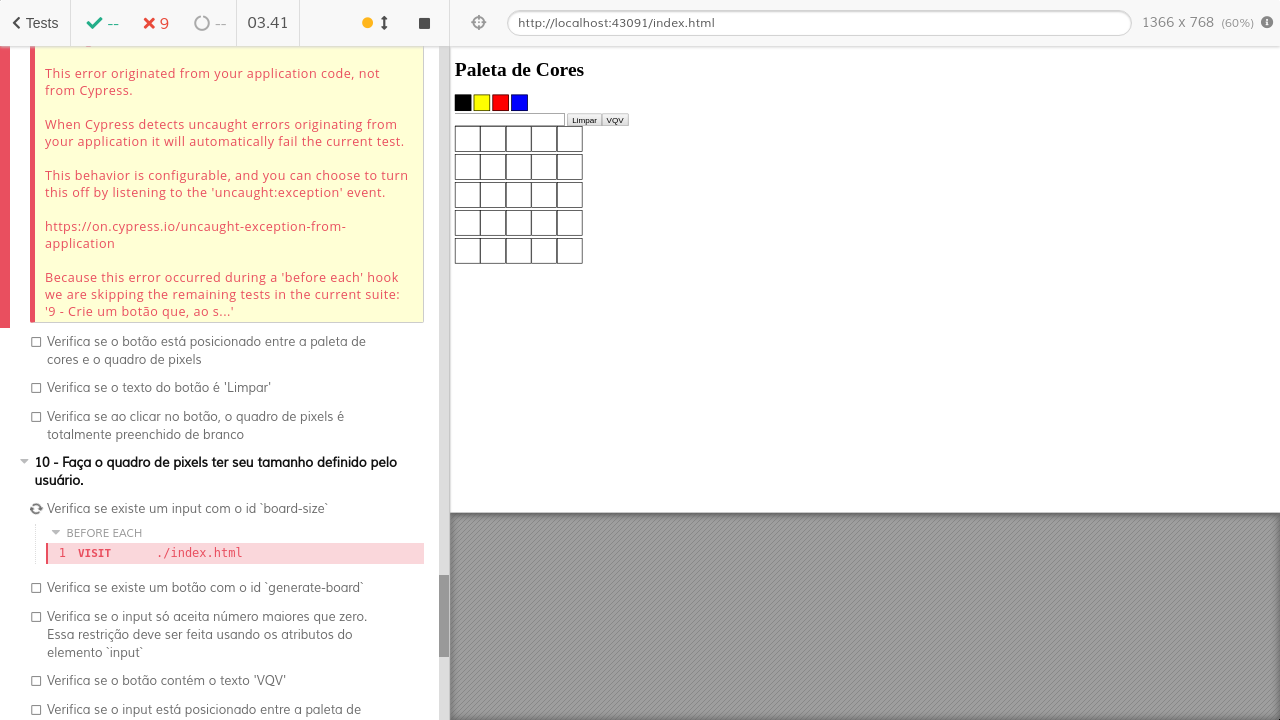 Tests
--
9
--
03.41
http://localhost:43091/index.html
1366 x 768 (60%)
This error originated from your application code, not
from Cypress.
When Cypress detects uncaught errors originating from
your application it will automatically fail the current test.
This behavior is configurable, and you can choose to turn
this off by listening to the 'uncaught:exception' event.
https://on.cypress.io/uncaught-exception-from-
application
Because this error occurred during a 'before each' hook
we are skipping the remaining tests in the current suite:
'9 - Crie um botão que, ao s...'
Verifica se o botão está posicionado entre a paleta de
cores e o quadro de pixels
Verifica se o texto do botão é 'Limpar'
Verifica se ao clicar no botão, o quadro de pixels é
totalmente preenchido de branco
10 - Faça o quadro de pixels ter seu tamanho definido pelo
usuário.
Verifica se existe um input com o id `board-size`
BEFORE EACH
1 VISIT ./index.html
Verifica se existe um botão com o id `generate-board`
Verifica se o input só aceita número maiores que zero.
Essa restrição deve ser feita usando os atributos do
elemento `input`
Verifica se o botão contém o texto 'VQV'
Verifica se o input está posicionado entre a paleta de
Paleta de Cores
Limpar VQV